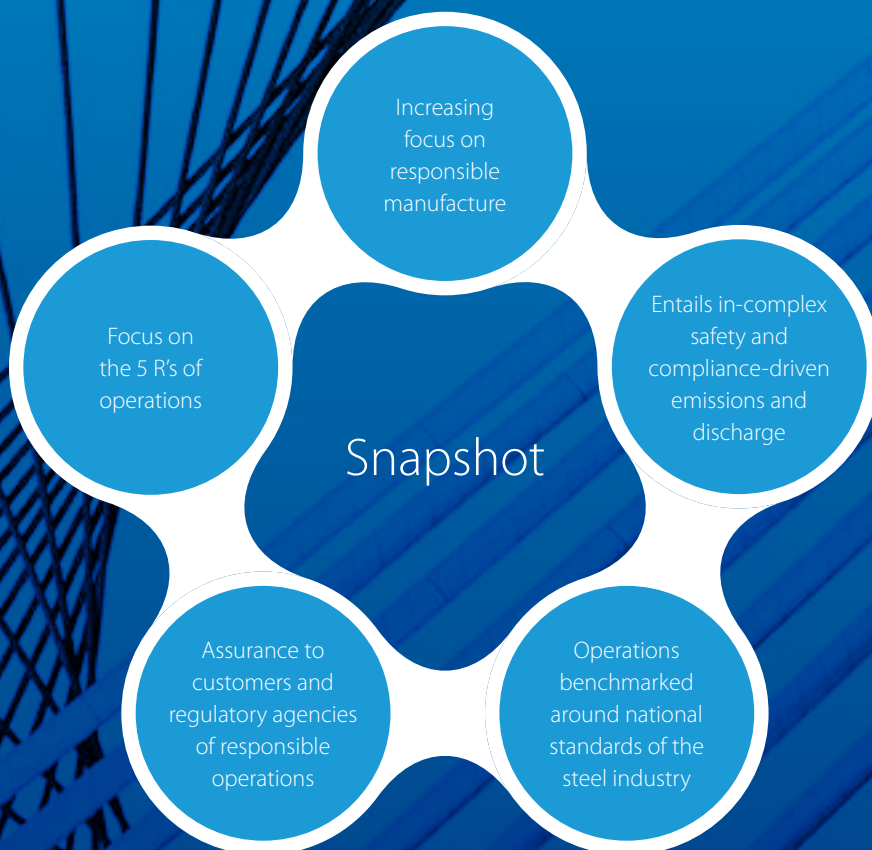 Increasing
focus on
responsible
manufacture
Entails in-complex
safety and
compliance-driven
emissions and
discharge
Operations
benchmarked
around national
standards of the
steel industry
Assurance to
customers and
regulatory agencies
of responsible
operations
Focus on
the 5 R’s of
operations
Snapshot